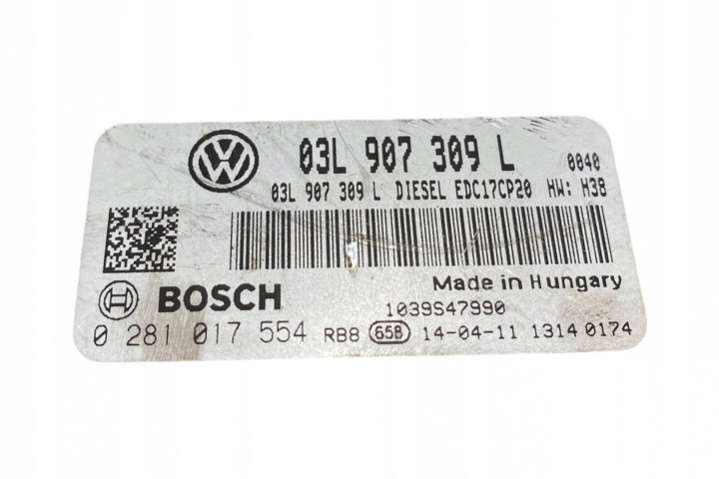 03L 907 309 L 0040
03L 907 309 L DIESEL EDC17CP20 HW: H38
Made in Hungary
BOSCH 1039S47990
0 281 017 554 RB8 65B 14-04-11 1314 0174